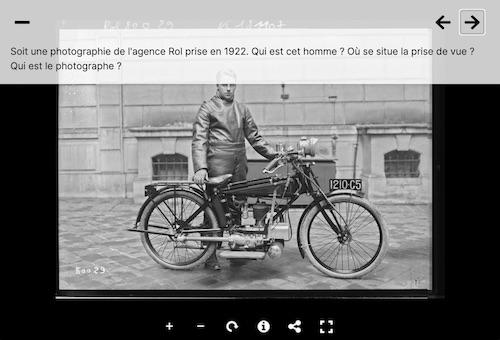 Soit une photographie de l'agence Rol prise en 1922. Qui est cet homme ? Où se situe la prise de vue ?
Qui est le photographe ?
1210-C5